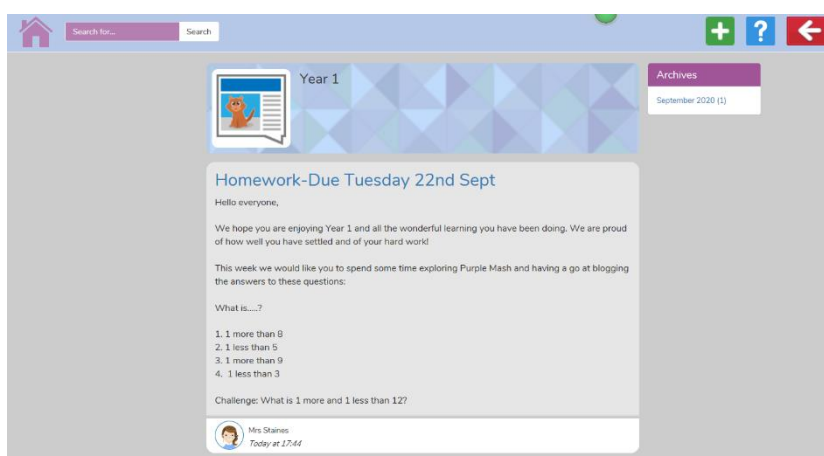 Search for...
Search
+
?
Year 1
Archives
September 2020 (1)
Homework-Due Tuesday 22nd Sept
Hello everyone,
We hope you are enjoying Year 1 and all the wonderful learning you have been doing. We are proud
of how well you have settled and of your hard work!
This week we would like you to spend some time exploring Purple Mash and having a go at blogging
the answers to these questions:
What is.....?
1. 1 more than 8
2. 1 less than 5
3. 1 more than 9
4. 1 less than 3
Challenge: What is 1 more and 1 less than 12?
Mrs Staines
Today at 17:44